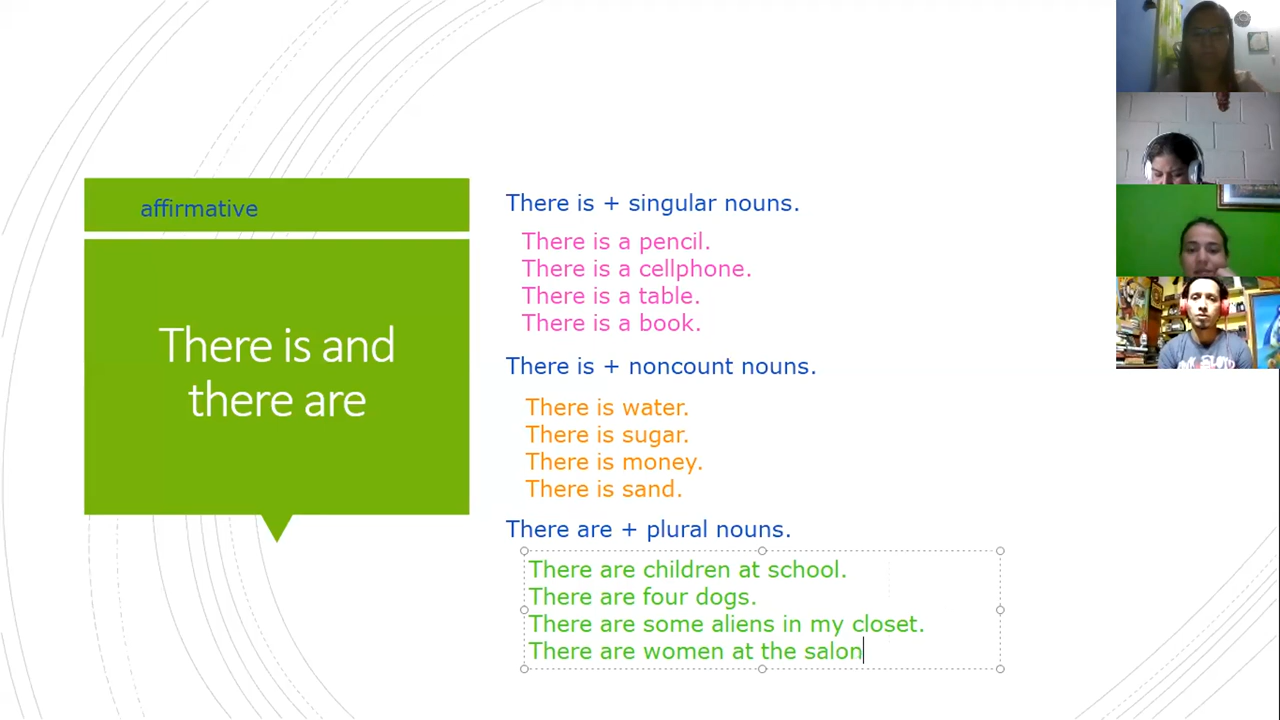 affirmative
There is and
there are
There is + singular nouns.
There is a pencil.
There is a cellphone.
There is a table.
There is a book.
There is + noncount nouns.
There is water.
There is sugar.
There is money.
There is sand.
There are + plural nouns.
There are children at school.
There are four dogs.
There are some aliens in my closet.
There are women at the salon